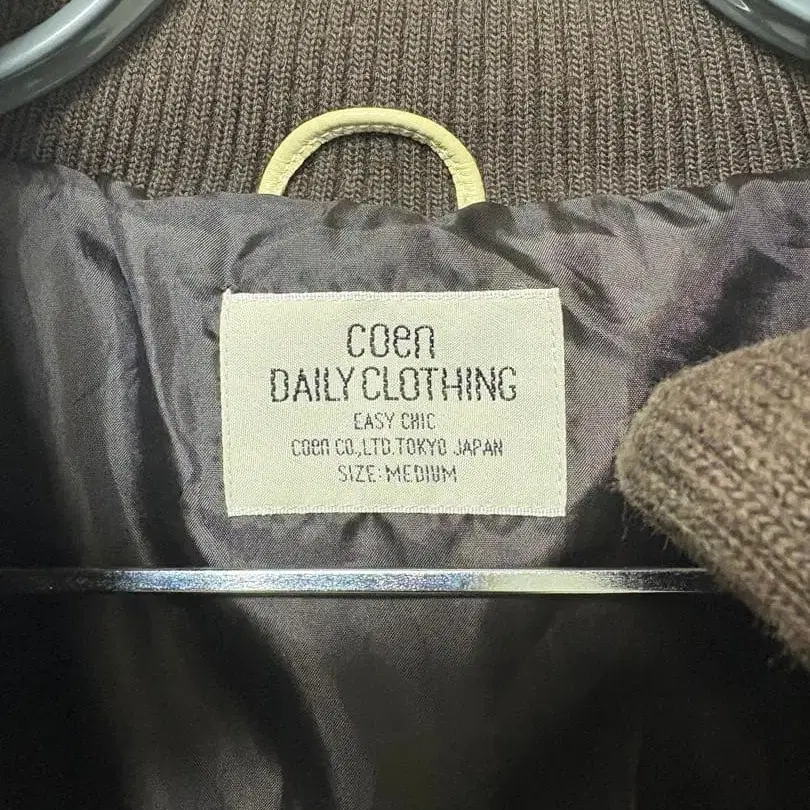 coen
DAILY CLOTHING
EASY CHIC
coen CO.,LTD.TOKYO JAPAN
SIZE:MEDIUM